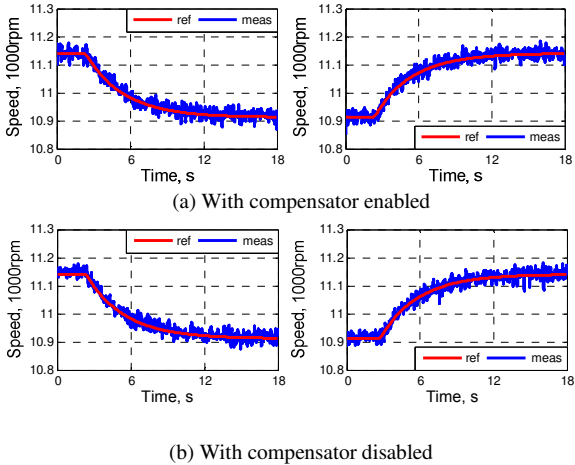 11.3
11.2
11.1
11
10.9
10.8
Speed, 1000rpm
ref meas
0 6 12 18
Time, s
11.3
11.2
11.1
11
10.9
10.8
Speed, 1000rpm
ref meas
0 6 12 18
Time, s
(a) With compensator enabled
11.3
11.2
11.1
11
10.9
10.8
Speed, 1000rpm
ref meas
0 6 12 18
Time, s
11.3
11.2
11.1
11
10.9
10.8
Speed, 1000rpm
ref meas
0 6 12 18
Time, s
(b) With compensator disabled